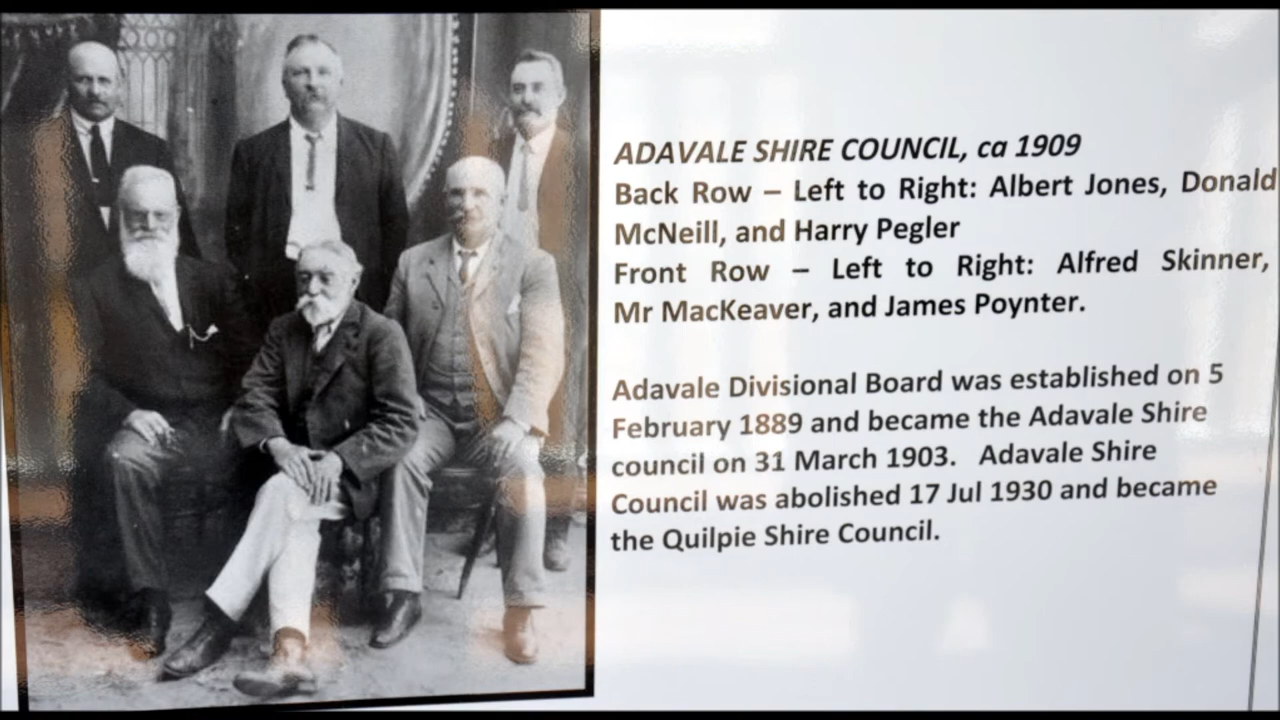 ADAVALE SHIRE COUNCIL, ca 1909
Back Row – Left to Right: Albert Jones, Donald
McNeill, and Harry Pegler
Front Row – Left to Right: Alfred Skinner,
Mr MacKeaver, and James Poynter.
Adavale Divisional Board was established on 5
February 1889 and became the Adavale Shire
council on 31 March 1903. Adavale Shire
Council was abolished 17 Jul 1930 and became
the Quilpie Shire Council.